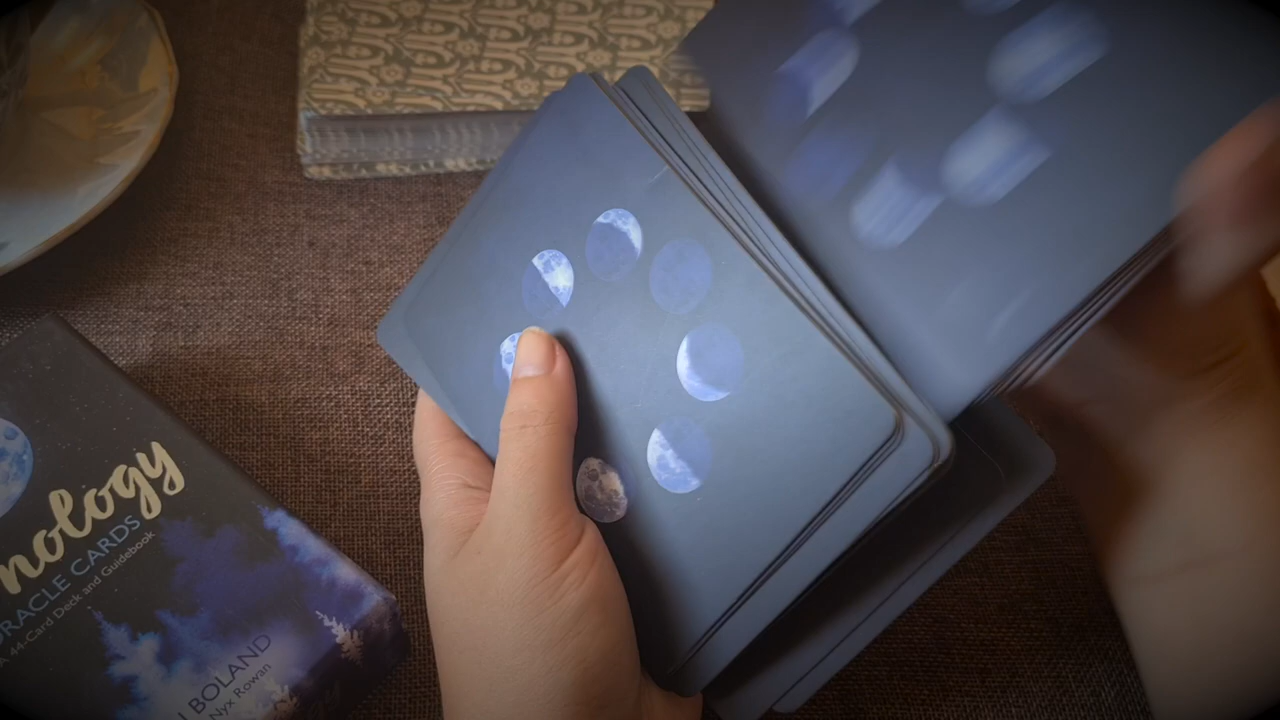 nology
ORACLE CARDS
A 44-Card Deck and Guidebook
BOLAND
Nyx Rowan